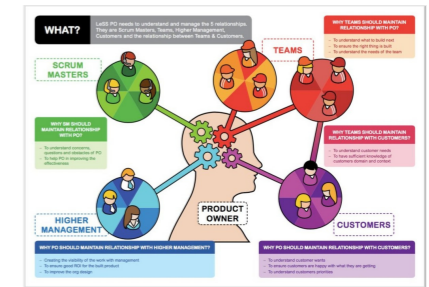 WHAT?
LeSS PO needs to understand and manage the 5 relationships.
They are Scrum Masters, Teams, Higher Management,
Customers and the relationship between Teams & Customers.
WHY TEAMS SHOULD MAINTAIN
RELATIONSHIP WITH PO?
- To understand what to build next
- To ensure the right thing is built
- To understand the needs of the team
TEAMS
SCRUM
MASTERS
WHY SM SHOULD
MAINTAIN RELATIONSHIP
WITH PO?
- To understand concerns,
questions and obstacles of PO
- To help PO in improving the
effectiveness
WHY TEAMS SHOULD MAINTAIN
RELATIONSHIP WITH CUSTOMERS?
- To understand customer needs
- To have sufficient knowledge of
customers domain and context
PRODUCT
OWNER
HIGHER
MANAGEMENT
CUSTOMERS
WHY PO SHOULD MAINTAIN RELATIONSHIP WITH HIGHER MANAGEMENT?
- Creating the visibility of the work with management
- To ensure good ROI for the built product
- To improve the org design
WHY PO SHOULD MAINTAIN RELATIONSHIP WITH CUSTOMERS?
- To understand customer wants
- To ensure customers are happy with what they are getting
- To understand customers priorities